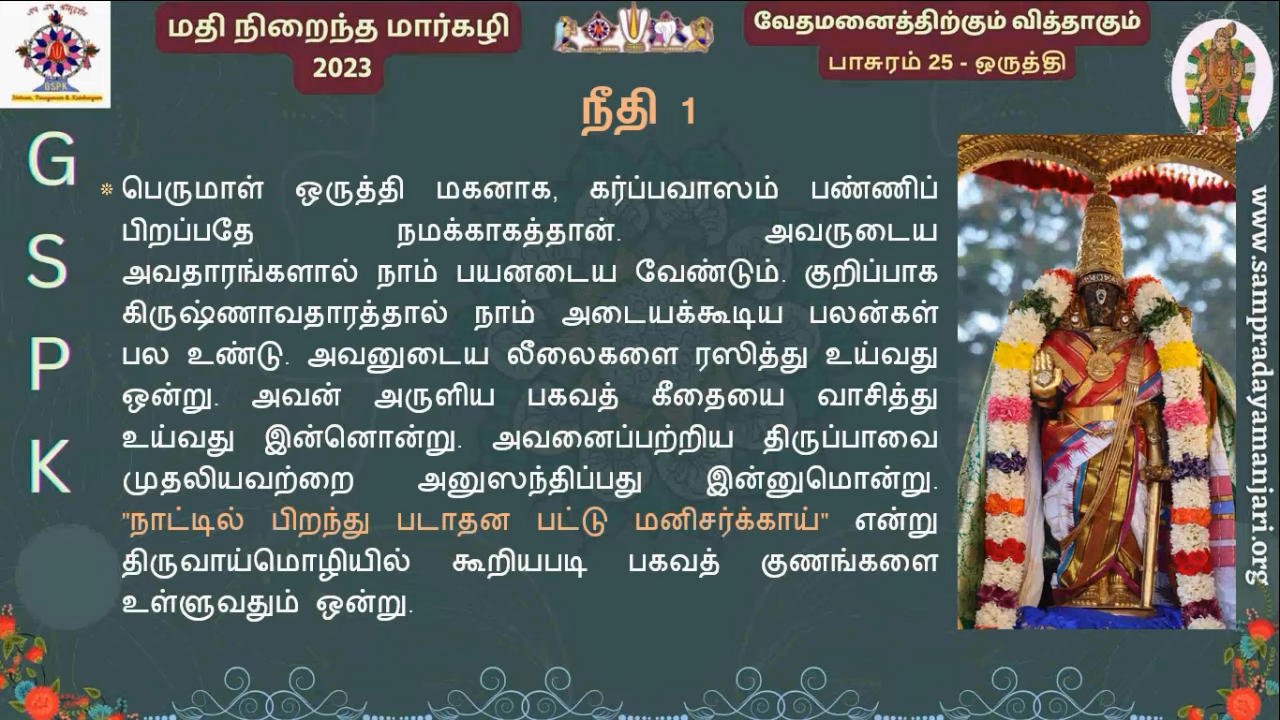 மதி நிறைந்த மார்கழி
2023
வேதமனைத்திற்கும் வித்தாகும்
பாசுரம் 25 - ஒருத்தி
GSPK
நீதி 1
பெருமாள் ஒருத்தி மகனாக, கர்ப்பவாஸம் பண்ணிப்
பிறப்பதே நமக்காகத்தான். அவருடைய
அவதாரங்களால் நாம் பயனடைய வேண்டும். குறிப்பாக
கிருஷ்ணாவதாரத்தால் நாம் அடையக்கூடிய பலன்கள்
பல உண்டு. அவனுடைய லீலைகளை ரஸித்து உய்வது
ஒன்று. அவன் அருளிய பகவத் கீதையை வாசித்து
உய்வது இன்னொன்று. அவனைப்பற்றிய திருப்பாவை
முதலியவற்றை அனுஸந்திப்பது இன்னுமொன்று.
"நாட்டில் பிறந்து படாதன பட்டு மனிசர்க்காய்" என்று
திருவாய்மொழியில் கூறியபடி பகவத் குணங்களை
உள்ளுவதும் ஒன்று.
G
S
P
K
www.sampradayamanjari.org